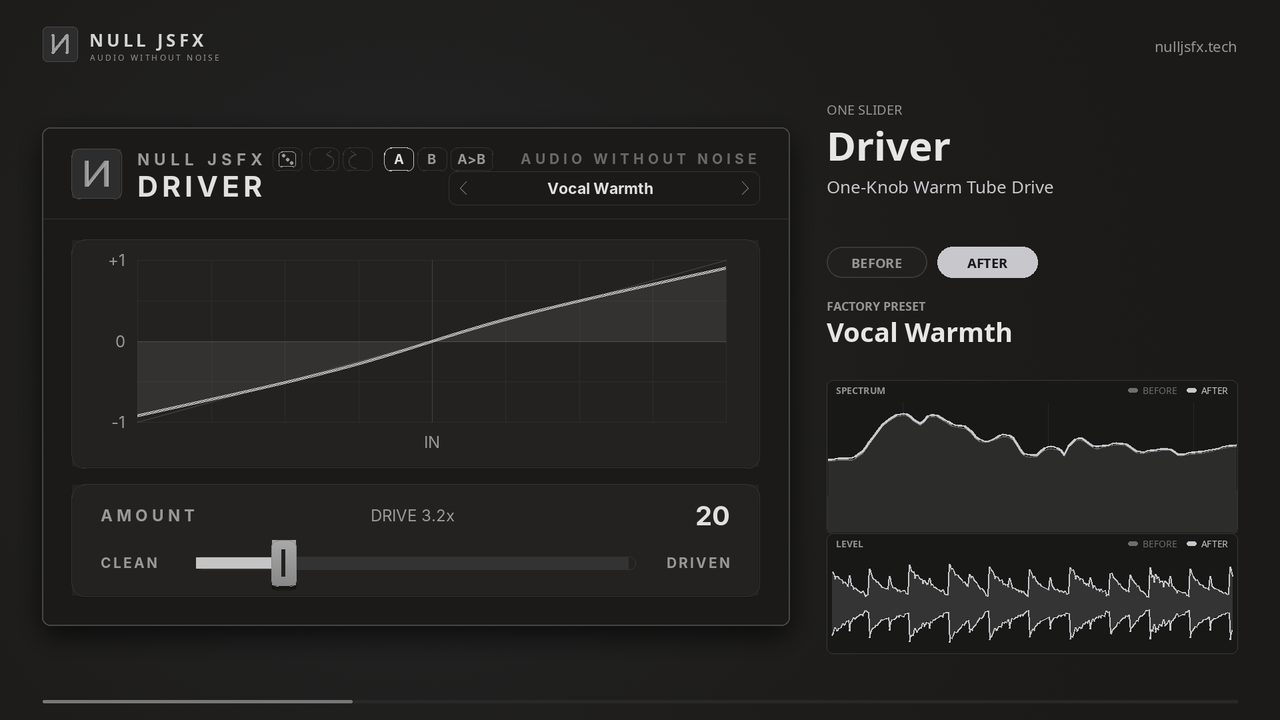 NULL JSFX
AUDIO WITHOUT NOISE
nulljsfx.tech
NULL JSFX
A B A>B
AUDIO WITHOUT NOISE
DRIVER
Vocal Warmth
+1
0
-1
IN
AMOUNT DRIVE 3.2x 20
CLEAN DRIVEN
ONE SLIDER
Driver
One-Knob Warm Tube Drive
BEFORE AFTER
FACTORY PRESET
Vocal Warmth
SPECTRUM BEFORE AFTER
LEVEL BEFORE AFTER